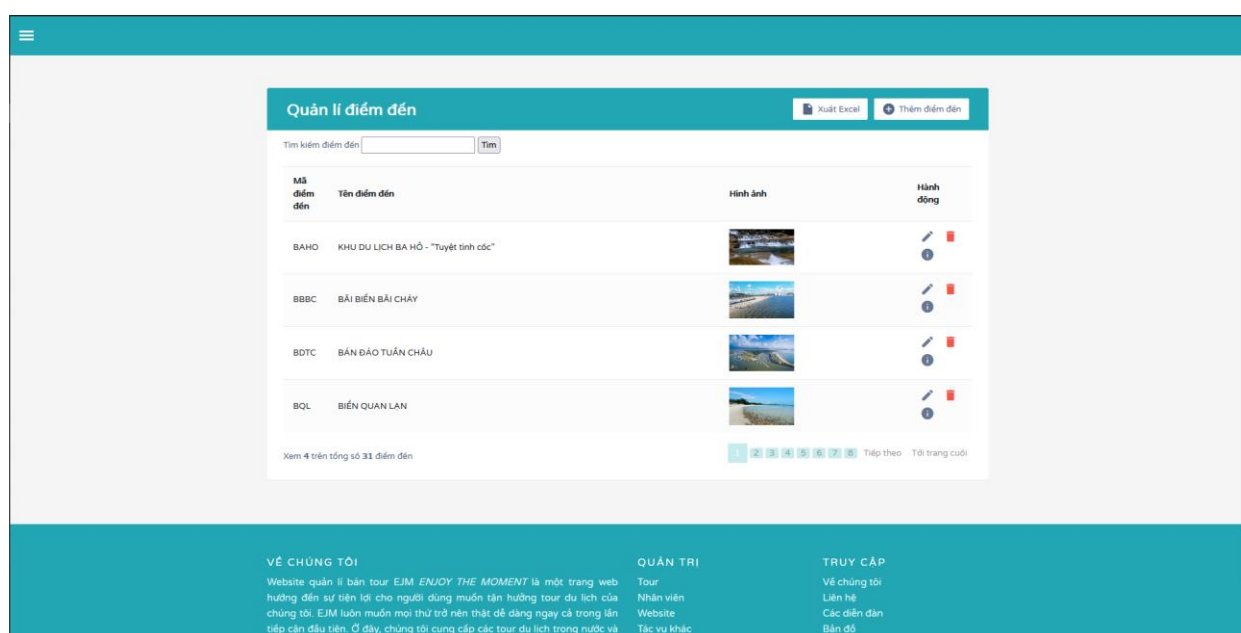 Quản lí điểm đến
Xuất Excel
Thêm điểm đến
Tìm kiếm điểm đến
Tìm
Mã điểm đến
Tên điểm đến
Hình ảnh
Hành động
BAHO KHU DU LỊCH BA HỒ - "Tuyệt tình cốc"
BBBC BÃI BIỂN BÃI CHÁY
BDTC BÁN ĐẢO TUẦN CHÂU
BQL BIỂN QUAN LẠN
Xem 4 trên tổng số 31 điểm đến
1 2 3 4 5 6 7 8 Tiếp theo Tới trang cuối
VỀ CHÚNG TÔI
Website quản lí bán tour EJM ENJOY THE MOMENT là một trang web
hướng đến sự tiện lợi cho người dùng muốn tận hưởng tour du lịch của
chúng tôi. EJM luôn muốn mọi thứ trở nên thật dễ dàng ngay cả trong lần
tiếp cận đầu tiên. Ở đây, chúng tôi cung cấp các tour du lịch trong nước và
QUẢN TRỊ
Tour
Nhân viên
Website
Tác vụ khác
TRUY CẬP
Về chúng tôi
Liên hệ
Các diễn đàn
Bản đồ